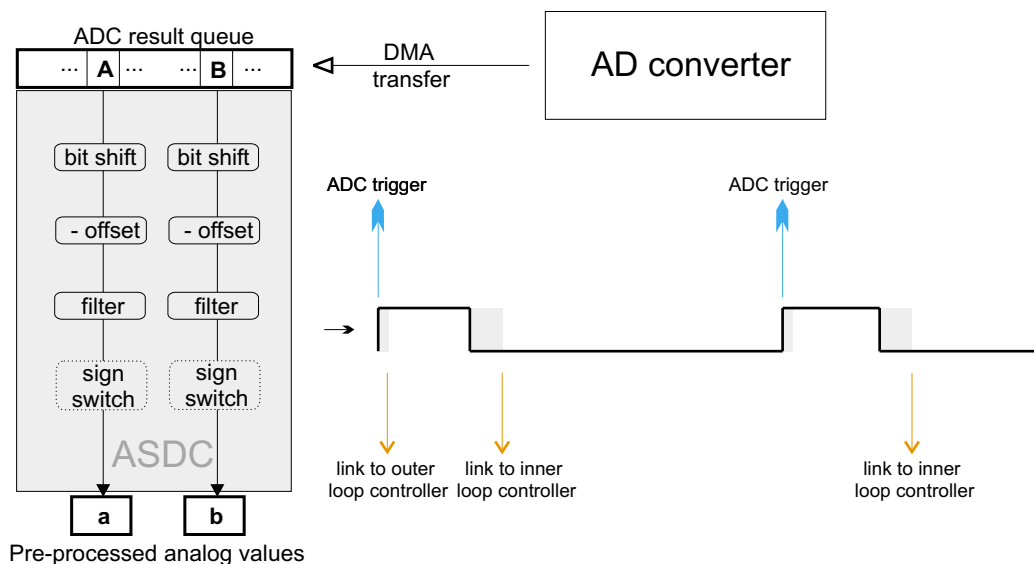 ADC result queue
... A ... ... B ...
DMA
transfer
AD converter
bit shift
bit shift
- offset
- offset
filter
filter
sign
switch
sign
switch
ASDC
a
b
Pre-processed analog values
ADC trigger
ADC trigger
link to outer
loop controller
link to inner
loop controller
link to inner
loop controller